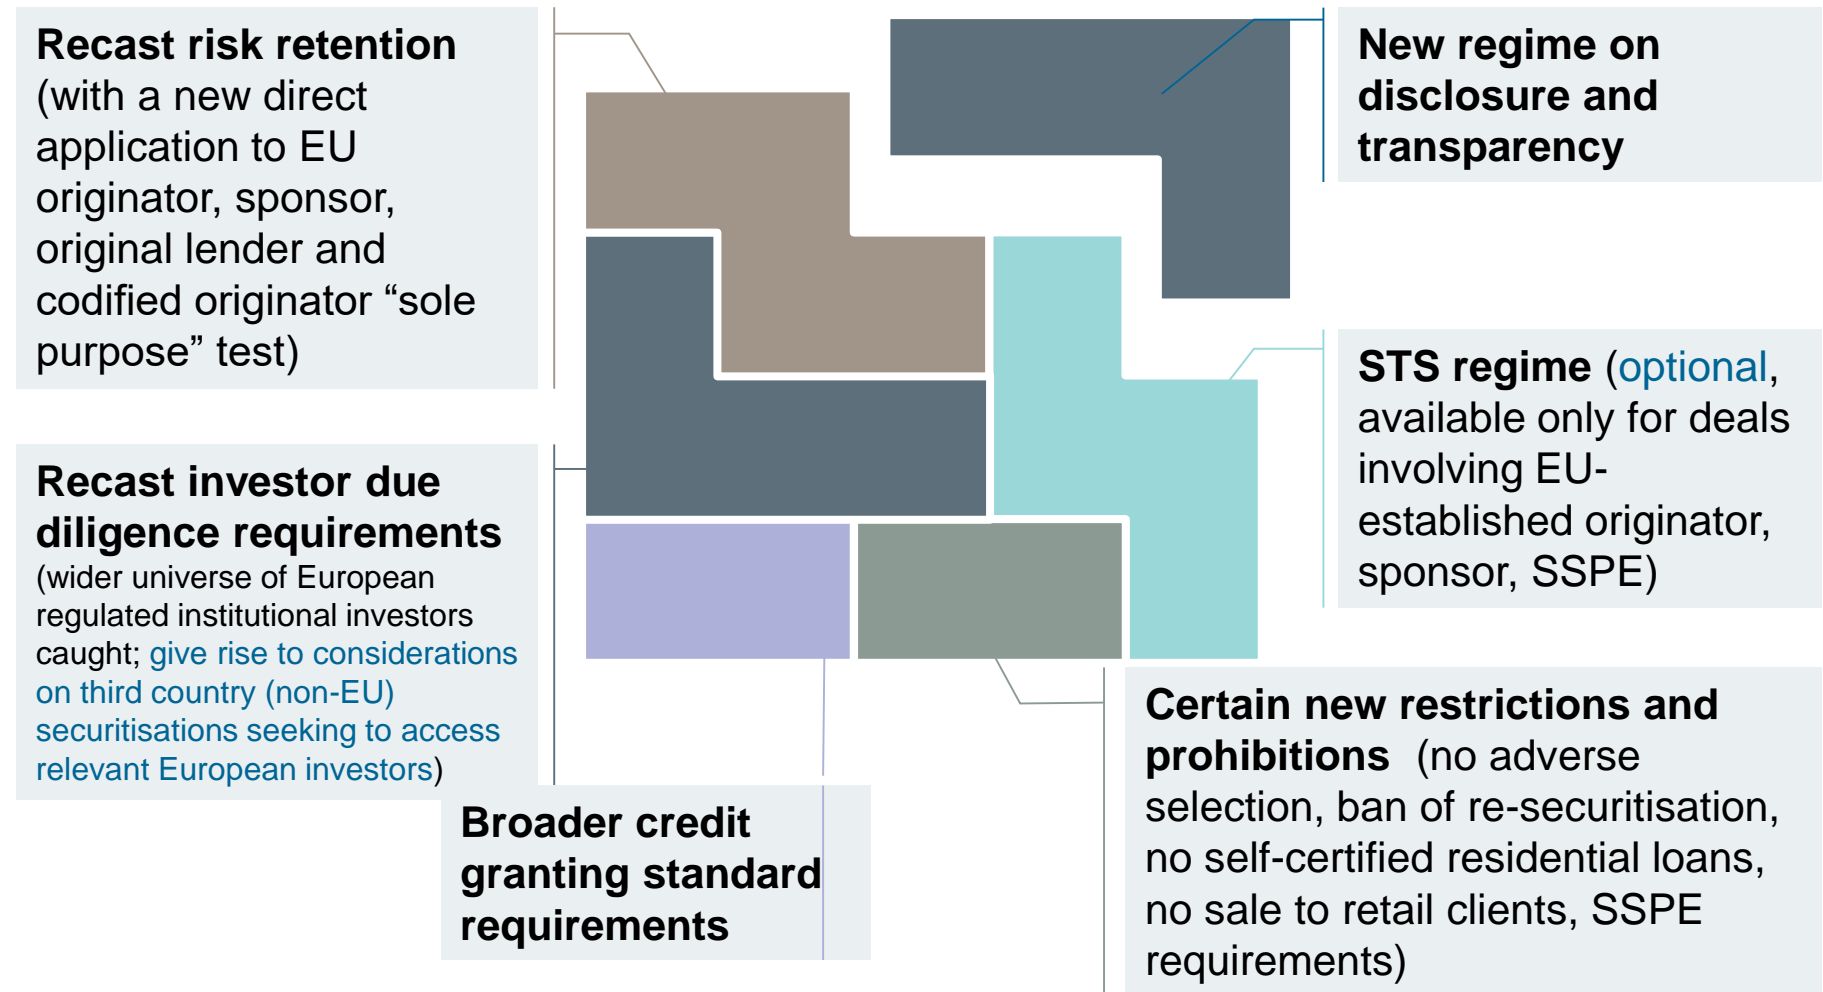 Recast risk retention
(with a new direct
application to EU
originator, sponsor,
original lender and
codified originator “sole
purpose” test)
New regime on
disclosure and
transparency
STS regime (optional,
available only for deals
involving EU-
established originator,
sponsor, SSPE)
Recast investor due
diligence requirements
(wider universe of European
regulated institutional investors
caught; give rise to considerations
on third country (non-EU)
securitisations seeking to access
relevant European investors)
Broader credit
granting standard
requirements
Certain new restrictions and
prohibitions (no adverse
selection, ban of re-securitisation,
no self-certified residential loans,
no sale to retail clients, SSPE
requirements)